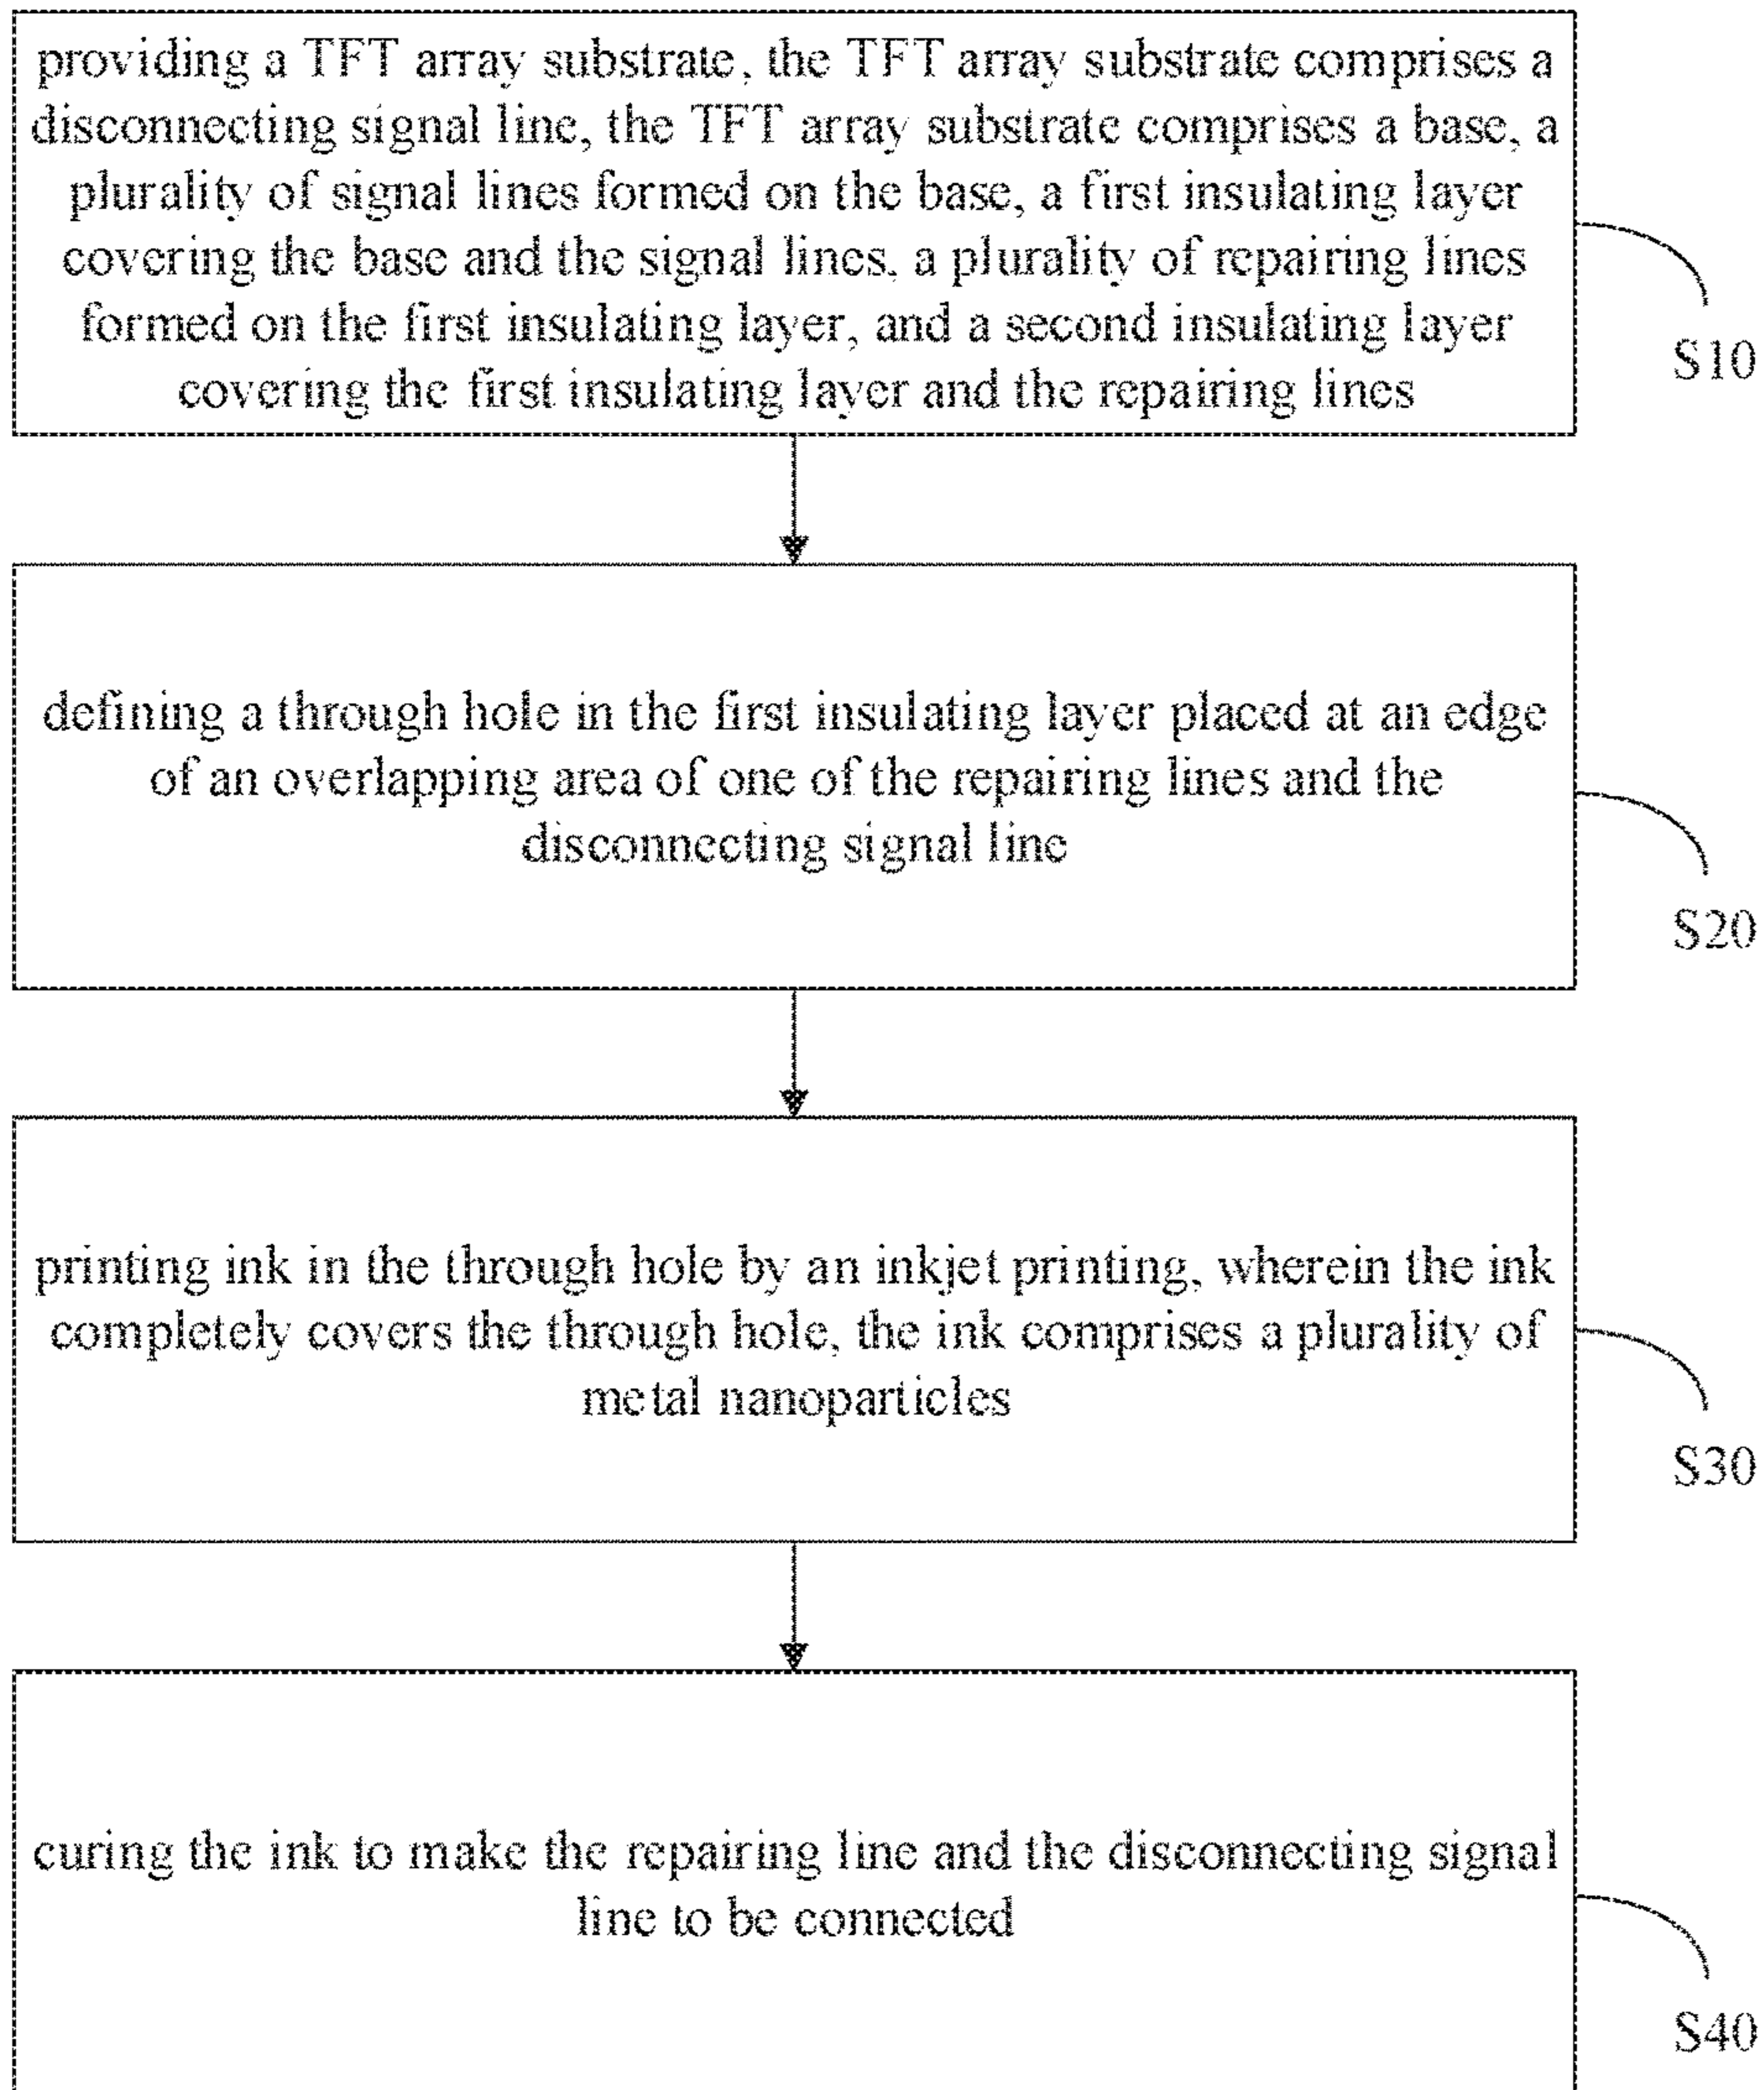 providing a TFT array substrate, the TFT array substrate comprises a
disconnecting signal line, the TFT array substrate comprises a base, a
plurality of signal lines formed on the base, a first insulating layer
covering the base and the signal lines, a plurality of repairing lines
formed on the first insulating layer, and a second insulating layer
covering the first insulating layer and the repairing lines
S10
defining a through hole in the first insulating layer placed at an edge
of an overlapping area of one of the repairing lines and the
disconnecting signal line
S20
printing ink in the through hole by an inkjet printing, wherein the ink
completely covers the through hole, the ink comprises a plurality of
metal nanoparticles
S30
curing the ink to make the repairing line and the disconnecting signal
line to be connected
S40